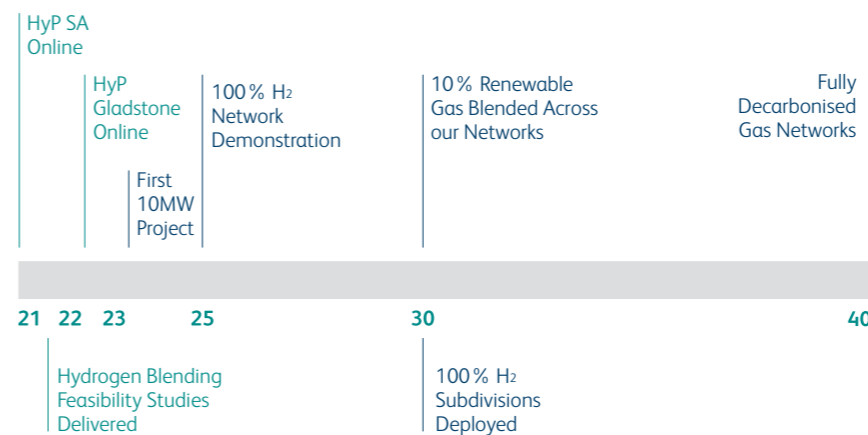 HyP SA
Online
HyP
Gladstone
Online
First
10MW
Project
100% H2
Network
Demonstration
10% Renewable
Gas Blended Across
our Networks
Fully
Decarbonised
Gas Networks
21 22 23 25 30 40
Hydrogen Blending
Feasibility Studies
Delivered
100% H2
Subdivisions
Deployed